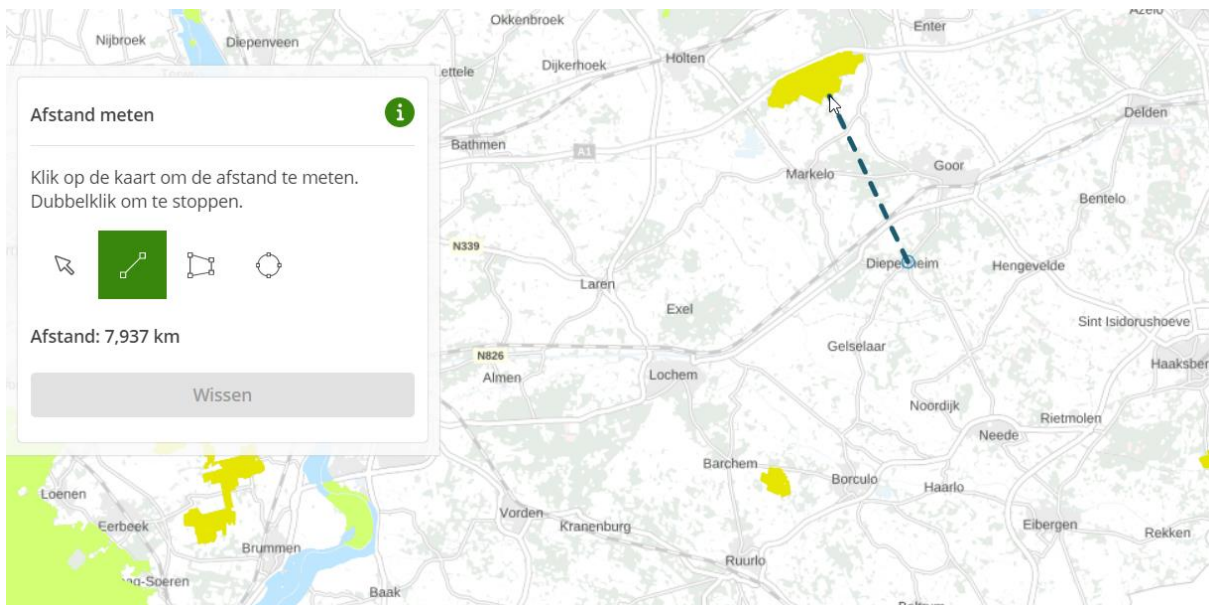 Okkenbroek
Azelo
Enter
Nijbroek
Diepenveen
Holten
Dijkerhoek
ettele
Terwo
Afstand meten
i
Delden
Bathmen
A1
Goor
Markelo
Klik op de kaart om de afstand te meten.
Dubbelklik om te stoppen.
Bentelo
N339
Diepenheim
Hengevelde
Laren
Exel
Sint Isidorushoeve
Afstand: 7,937 km
Gelselaar
N826
Haaksber
Almen
Lochem
Wissen
Noordijk
Rietmolen
Neede
Barchem
Borculo
Haarlo
Loenen
Vorden
Kranenburg
Eerbeek
Eibergen
Rekken
Brummen
Ruurlo
ag-Soeren
Baak